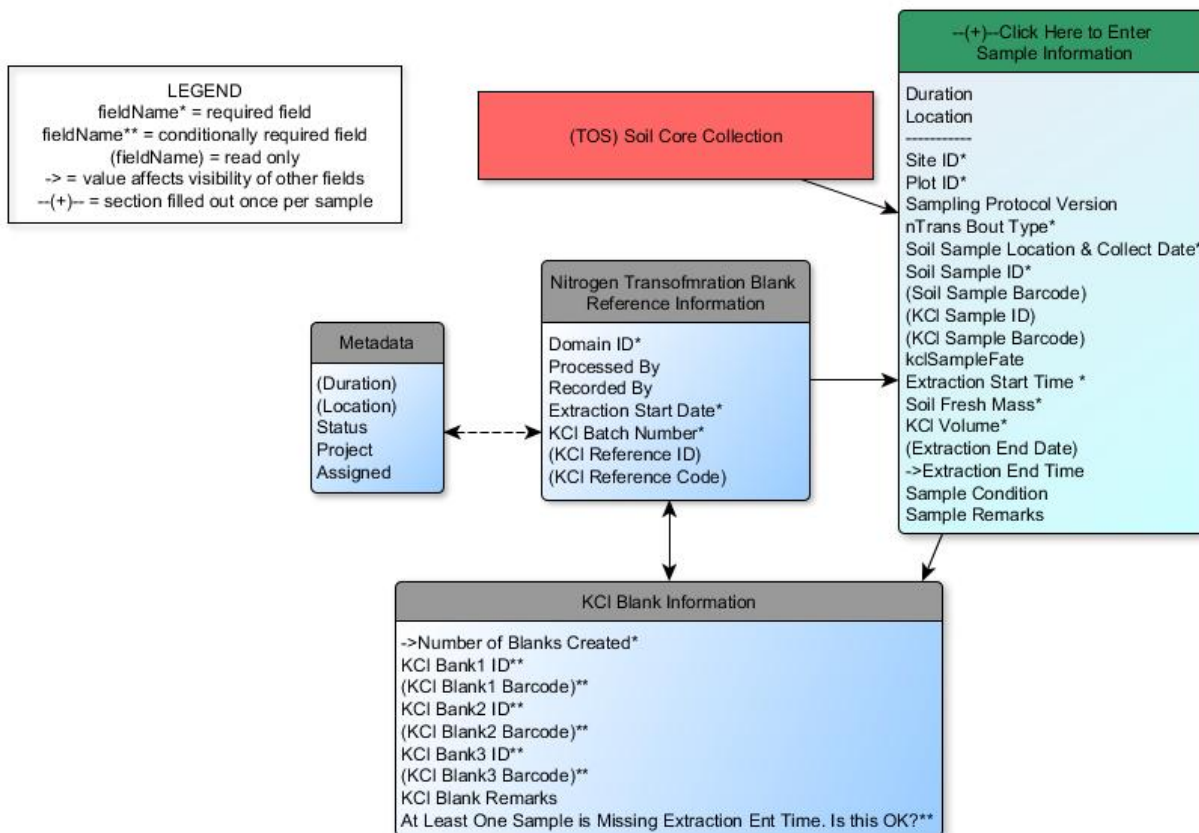 LEGEND
fieldName* = required field
fieldName** = conditionally required field
(fieldName) = read only
-> = value affects visibility of other fields
--(+)-- = section filled out once per sample
(TOS) Soil Core Collection
--(+)--Click Here to Enter
Sample Information
Duration
Location
-----------
Site ID*
Plot ID*
Sampling Protocol Version
nTrans Bout Type*
Soil Sample Location & Collect Date*
Soil Sample ID*
(Soil Sample Barcode)
(KCl Sample ID)
(KCl Sample Barcode)
kclSampleFate
Extraction Start Time *
Soil Fresh Mass*
KCl Volume*
(Extraction End Date)
->Extraction End Time
Sample Condition
Sample Remarks
Metadata
(Duration)
(Location)
Status
Project
Assigned
Nitrogen Transofmration Blank
Reference Information
Domain ID*
Processed By
Recorded By
Extraction Start Date*
KCl Batch Number*
(KCl Reference ID)
(KCl Reference Code)
KCl Blank Information
->Number of Blanks Created*
KCl Bank1 ID**
(KCl Blank1 Barcode)**
KCl Bank2 ID**
(KCl Blank2 Barcode)**
KCl Bank3 ID**
(KCl Blank3 Barcode)**
KCl Blank Remarks
At Least One Sample is Missing Extraction Ent Time. Is this OK?**